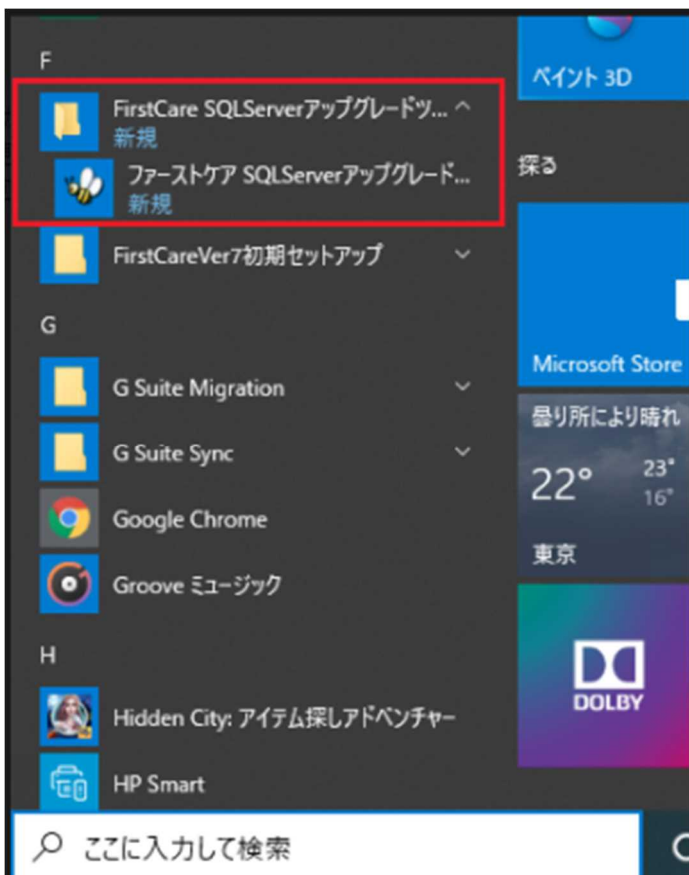 F
FirstCare SQLServerアップグレードツ...
新規
ファーストケア SQLServerアップグレード...
新規
FirstCareVer7初期セットアップ
G
G Suite Migration
G Suite Sync
Google Chrome
Groove ミュージック
H
Hidden City: アイテム探しアドベンチャー
HP Smart
ここに入力して検索
ペイント 3D
探る
Microsoft Store
曇り所により晴れ
22° 23°
16°
東京
DOLBY